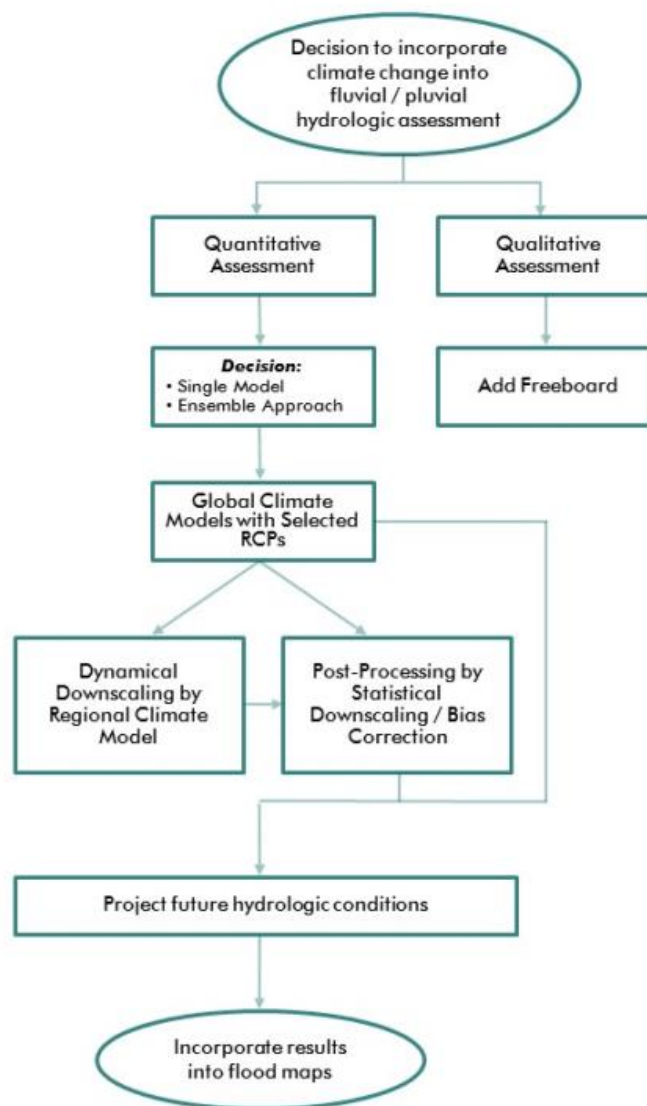 Decision to incorporate
climate change into
fluvial / pluvial
hydrologic assessment
Quantitative
Assessment
Qualitative
Assessment
Decision:
• Single Model
• Ensemble Approach
Add Freeboard
Global Climate
Models with Selected
RCPs
Dynamical
Downscaling by
Regional Climate
Model
Post-Processing by
Statistical
Downscaling / Bias
Correction
Project future hydrologic conditions
Incorporate results
into flood maps